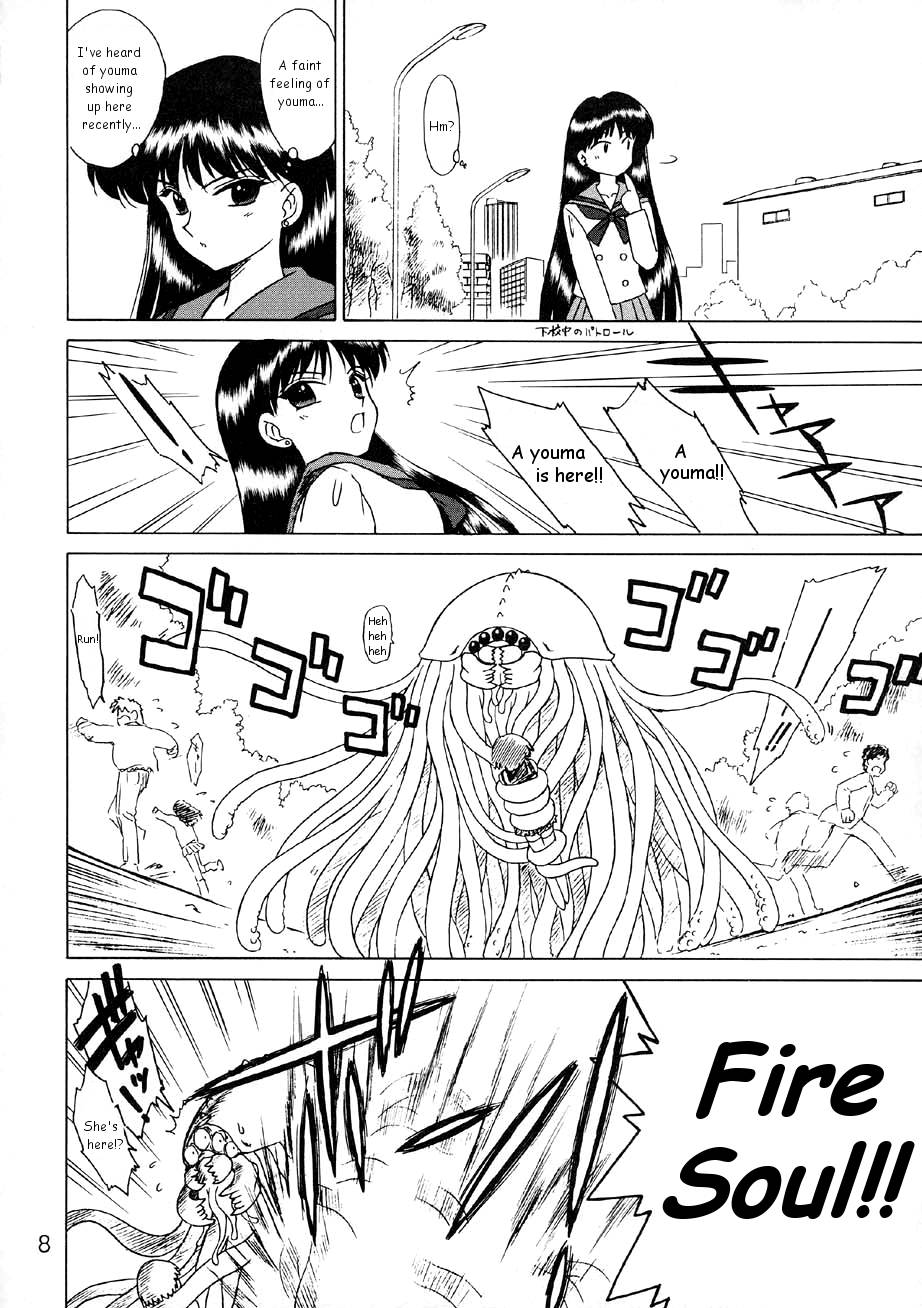 Hm?
下校中のパトロール
A faint
feeling of
youma...
I've heard
of youma
showing
up here
recently...
キャアアア
A
youma!!
A youma
is here!!
!
ゴゴゴ
ゴゴゴゴ
Heh
heh
heh
Run!
Fire
Soul!!!
ギャッ!
She's
here!?
8